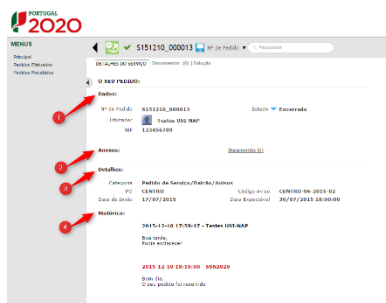 PORTUGAL
2020
MENUS
Principal
Pedidos Efetuados
Pedidos Recebidos
S151210_000013 Nº de Pedido Pesquisar
DETALHES DO SERVIÇO | Documentos (0) | Solução
O SEU PEDIDO:
1 Dados:
Nº de Pedido S151210_000013 Estado Encerrado
Utilizador Testes USI NAP
NIF 123456789
2 Anexos: Documentos (0)
3 Detalhes:
Categoria Pedido de Serviço/Balcão/Avisos
PO CENTRO Código Aviso CENTRO-06-2015-02
Data de Início 17/07/2015 Data Expectável 30/07/2015 18:00:00
4 Histórico:
2015-12-10 17:59:47 - Testes USI-NAP
Boa tarde,
Podia esclarecer
2015 12 10 18:15:00 SSN2020
Bom dia,
O seu pedido foi resolvido